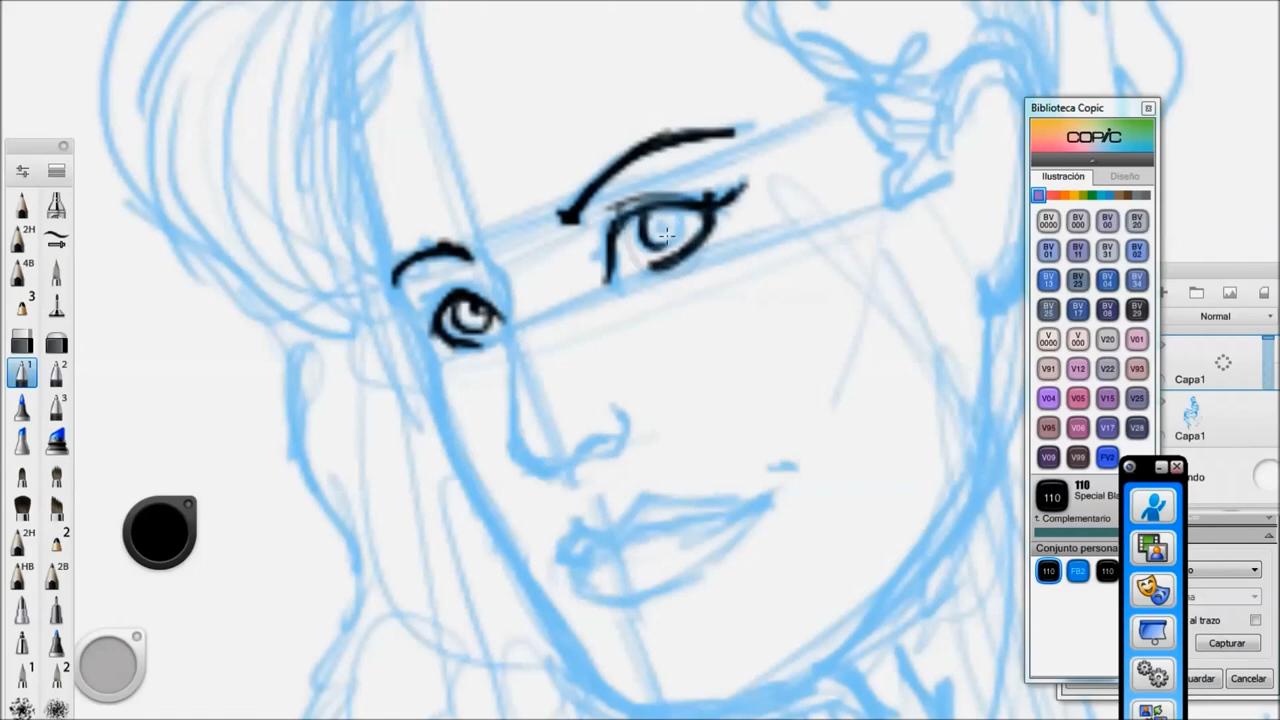 Biblioteca Copic
COPIC
Ilustración
Diseño
BV 0000
BV 000
BV 00
BV 20
BV 01
BV 11
BV 31
BV 02
BV 13
BV 23
BV 04
BV 34
BV 25
BV 17
BV 08
BV 29
V 0000
V 000
V20
V01
V91
V12
V22
V93
V04
V05
V15
V25
V95
V06
V17
V28
V09
V99
FV2
110
110
Special Bla
Complementario
Conjunto persona
110
FB2
110
2H
4B
3
1
2
3
2H
2
HB
2B
1
2
Normal
Capa1
Capa1
ndo
o
na
al trazo
Capturar
uardar
Cancelar